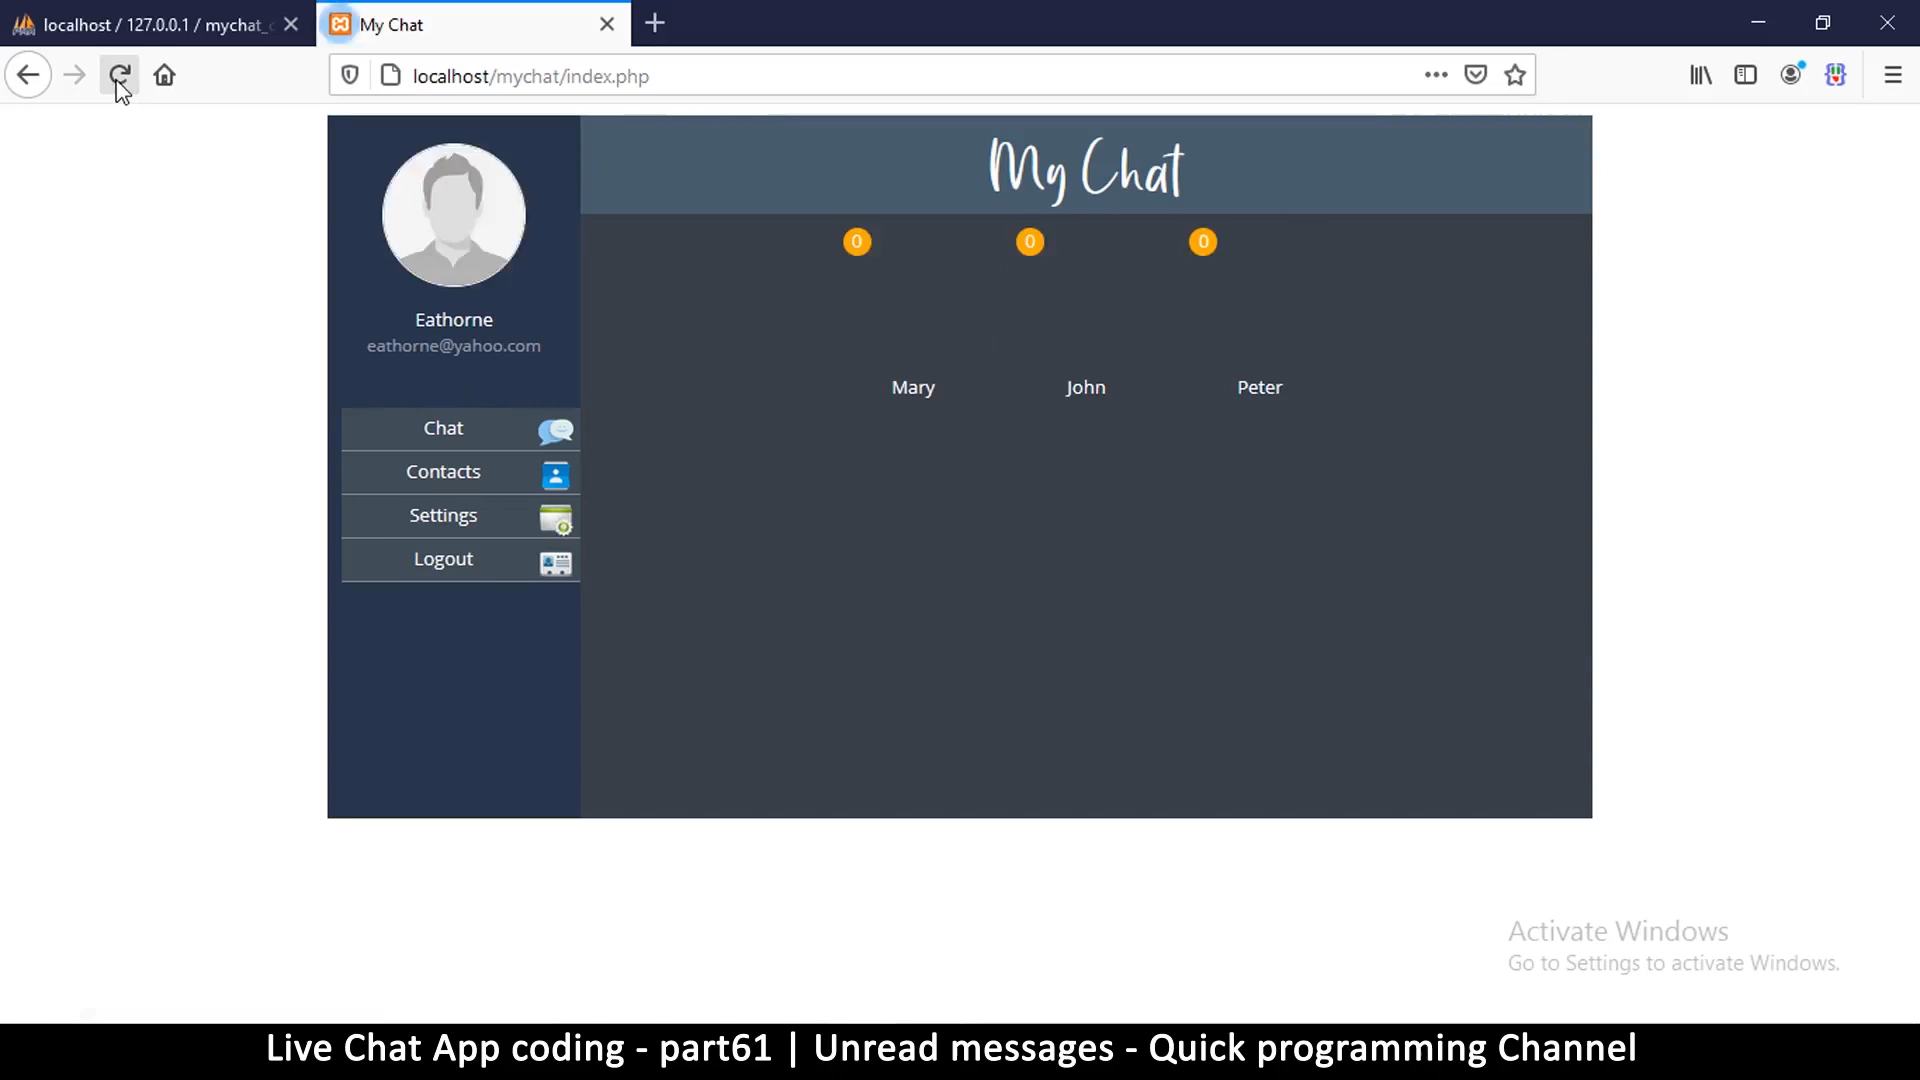 localhost / 127.0.0.1 / mychat_
My Chat
localhost/mychat/index.php
My Chat
0 0 0
Eathorne
eathorne@yahoo.com
Mary John Peter
Chat
Contacts
Settings
Logout
Activate Windows
Go to Settings to activate Windows.
Live Chat App coding - part61 | Unread messages - Quick programming Channel